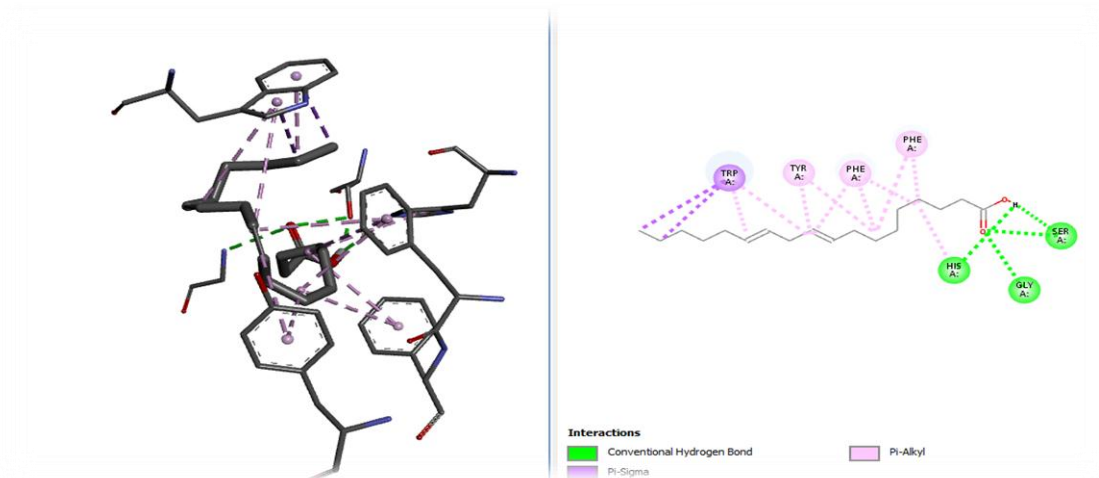 PHE
A:
TRP
A:
TYR
A:
PHE
A:
O
H
O
SER
A:
HIS
A:
GLY
A:
Interactions
Conventional Hydrogen Bond
Pi-Alkyl
Pi-Sigma